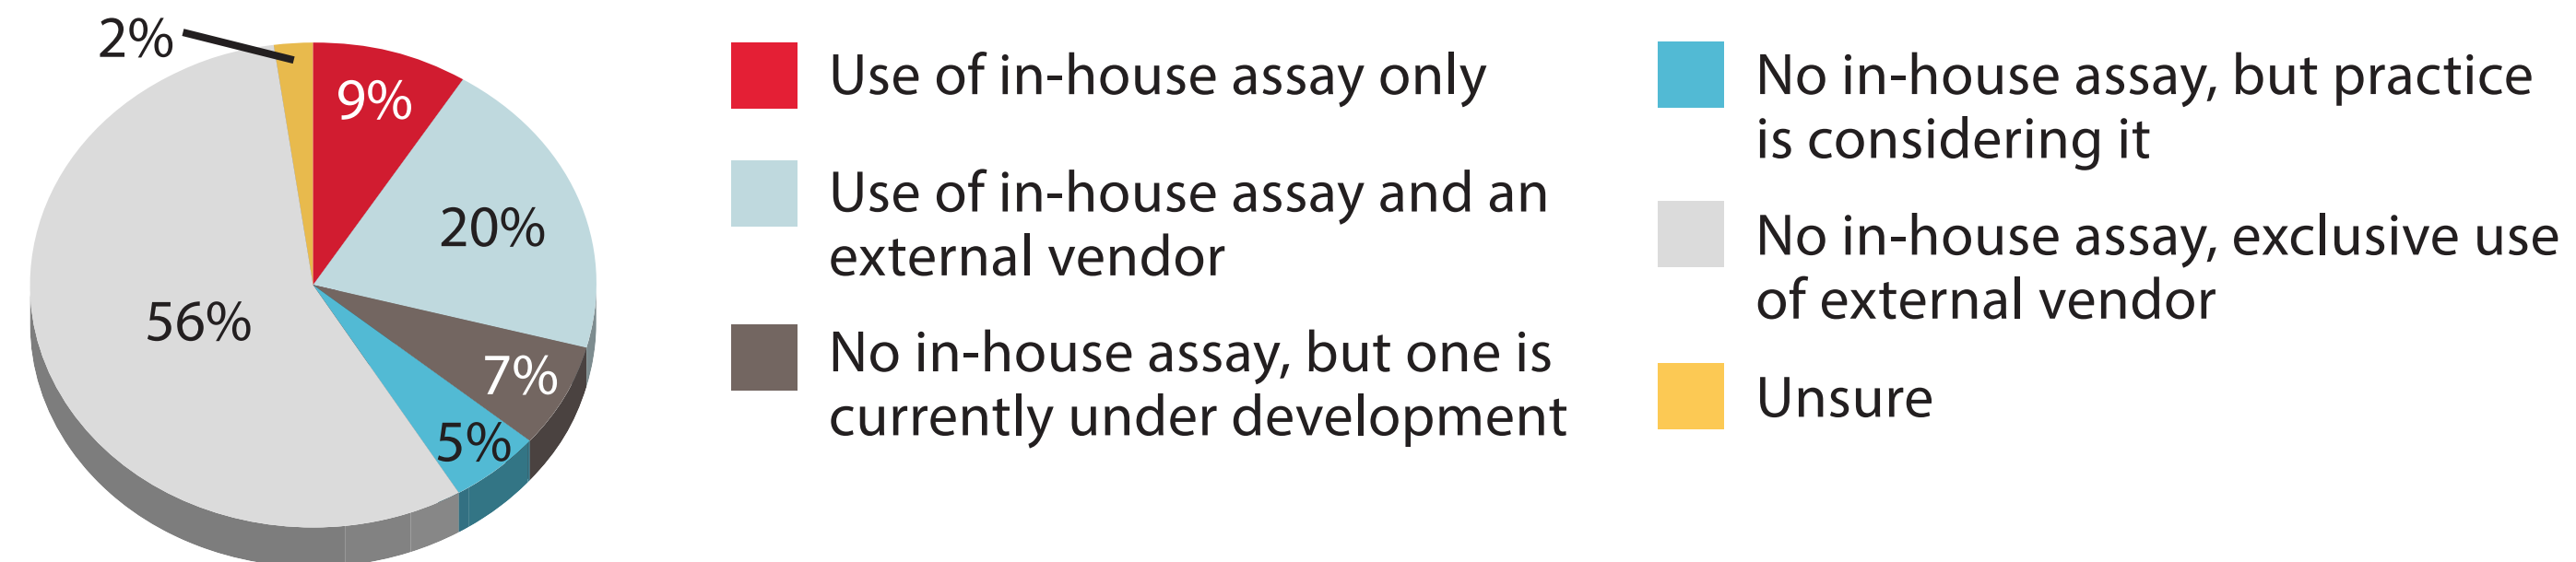 2%
9%
20%
56%
7%
5%
Use of in-house assay only
Use of in-house assay and an
external vendor
No in-house assay, but one is
currently under development
No in-house assay, but practice
is considering it
No in-house assay, exclusive use
of external vendor
Unsure